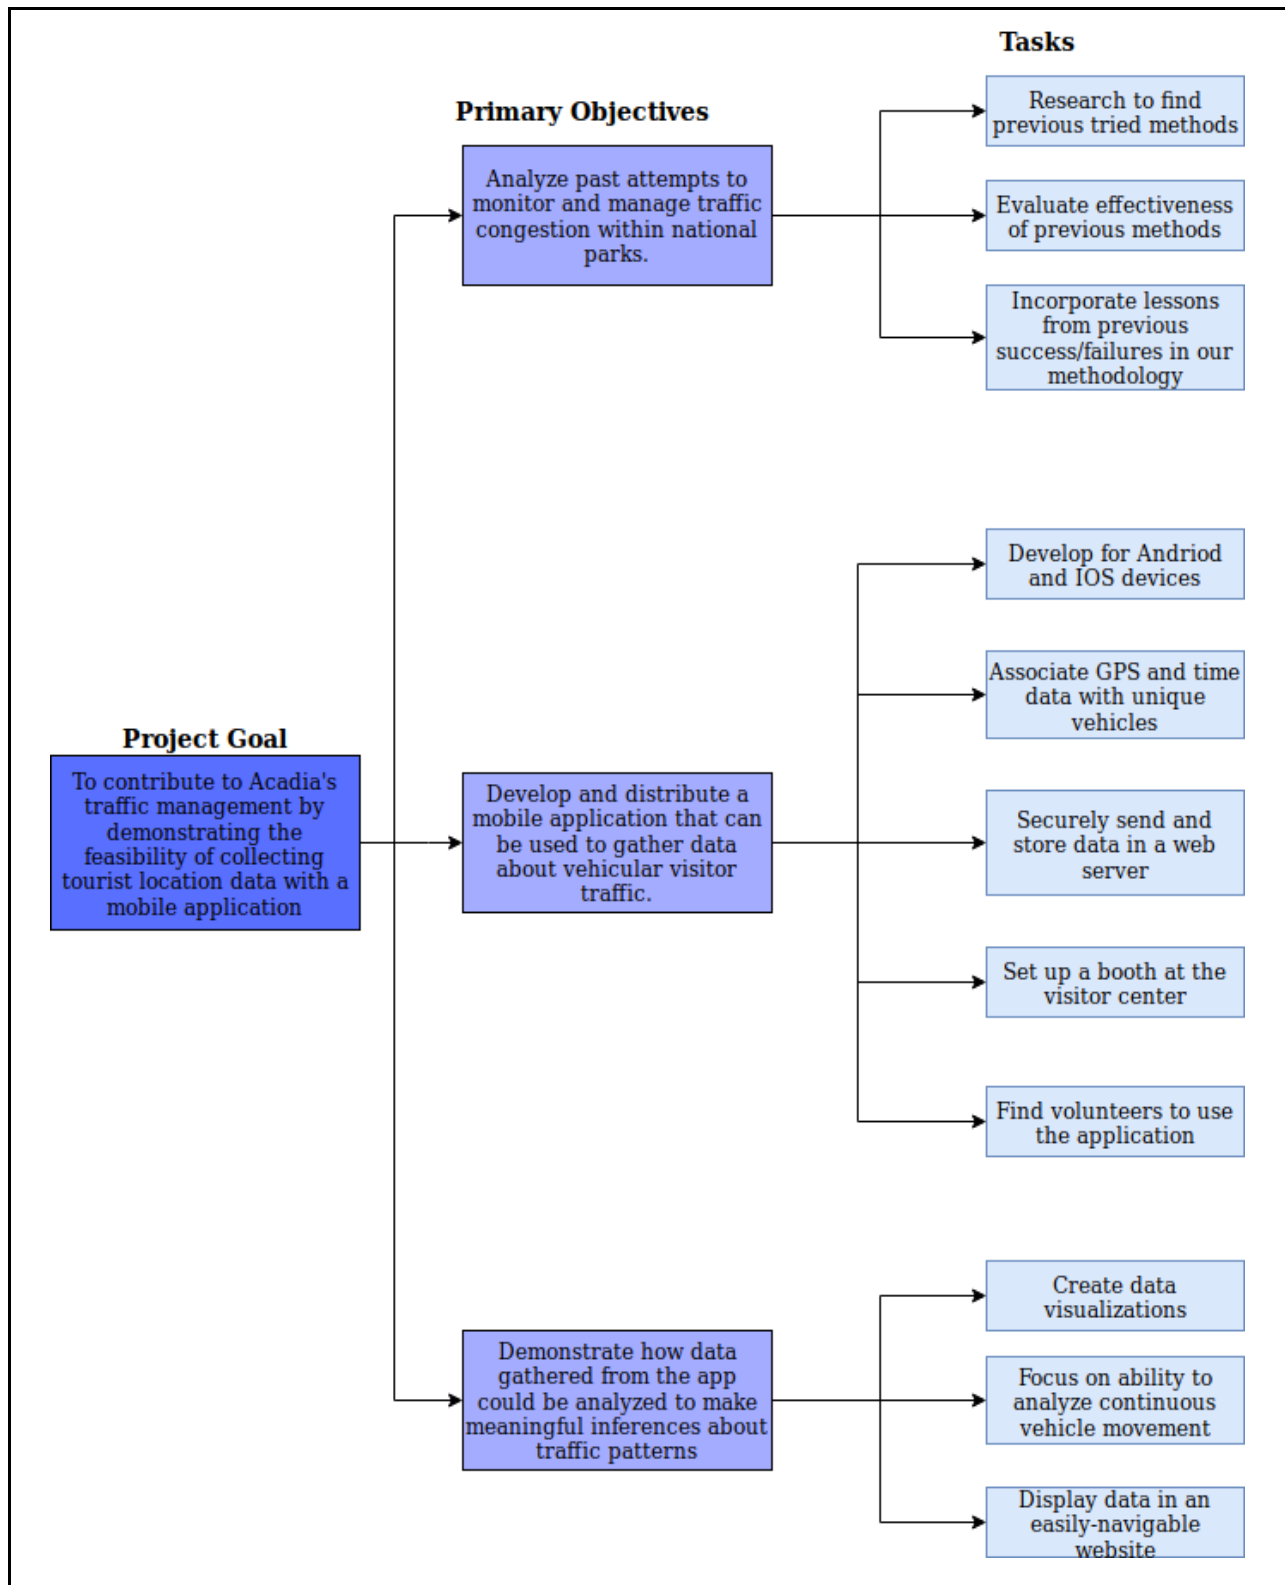 Tasks
Research to find
previous tried methods
Primary Objectives
Analyze past attempts to
monitor and manage traffic
congestion within national
parks.
Evaluate effectiveness
of previous methods
Incorporate lessons
from previous
success/failures in our
methodology
Develop for Andriod
and IOS devices
Associate GPS and time
data with unique
vehicles
Project Goal
To contribute to Acadia's
traffic management by
demonstrating the
feasibility of collecting
tourist location data with a
mobile application
Develop and distribute a
mobile application that can
be used to gather data
about vehicular visitor
traffic.
Securely send and
store data in a web
server
Set up a booth at the
visitor center
Find volunteers to use
the application
Create data
visualizations
Demonstrate how data
gathered from the app
could be analyzed to make
meaningful inferences about
traffic patterns
Focus on ability to
analyze continuous
vehicle movement
Display data in an
easily-navigable
website